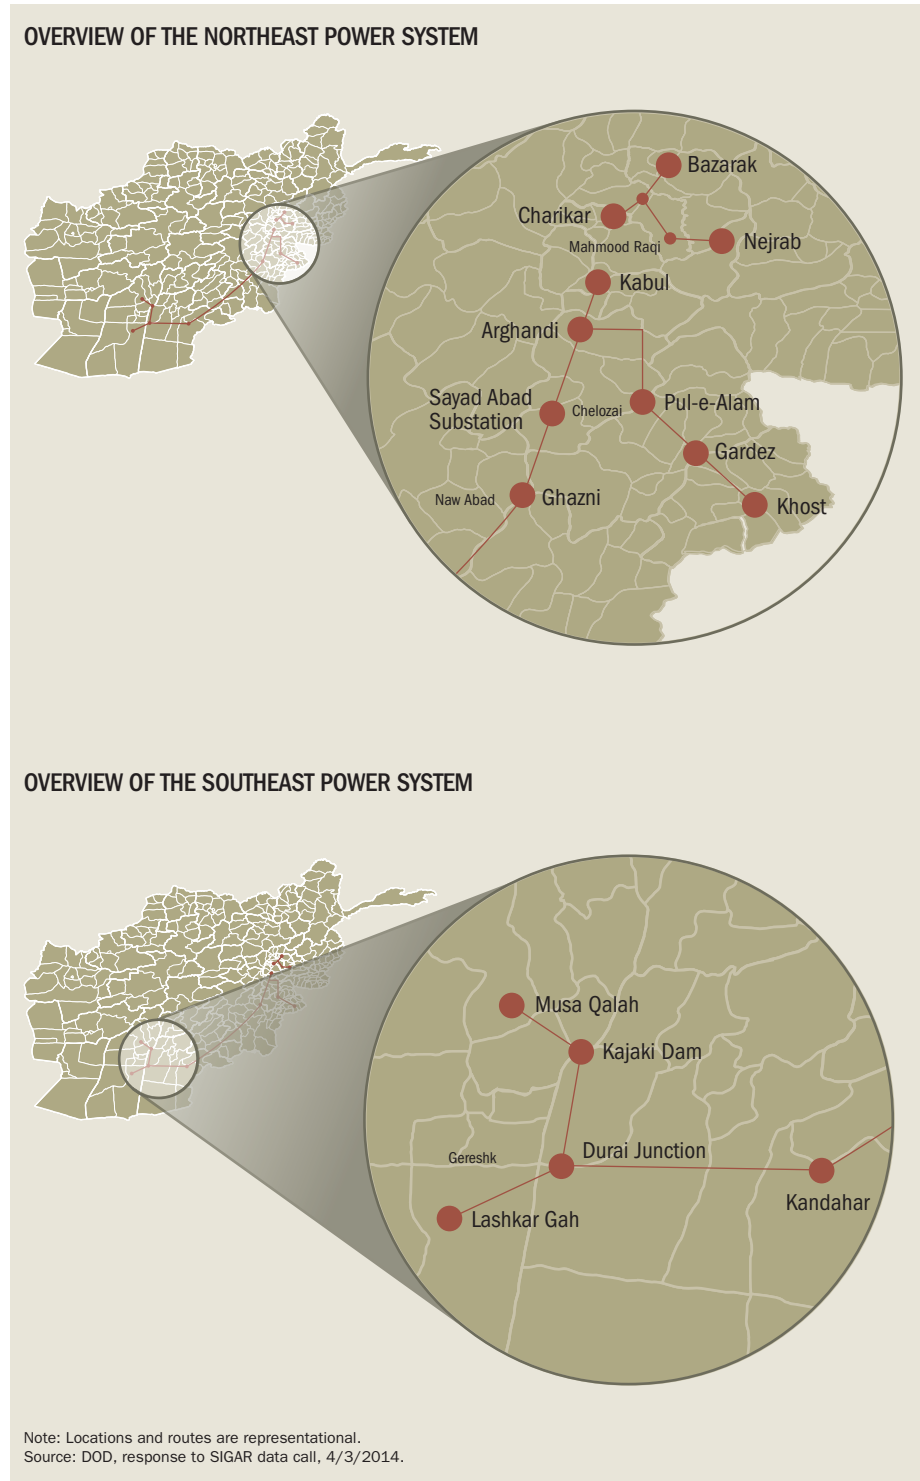 OVERVIEW OF THE NORTHEAST POWER SYSTEM
Bazarak
Charikar
Mahmood Raqi
Nejrab
Kabul
Arghandi
Sayad Abad
Substation
Chelozai
Pul-e-Alam
Gardez
Naw Abad
Ghazni
Khost
OVERVIEW OF THE SOUTHEAST POWER SYSTEM
Musa Qalah
Kajaki Dam
Durai Junction
Gereshk
Kandahar
Lashkar Gah
Note: Locations and routes are representational.
Source: DOD, response to SIGAR data call, 4/3/2014.